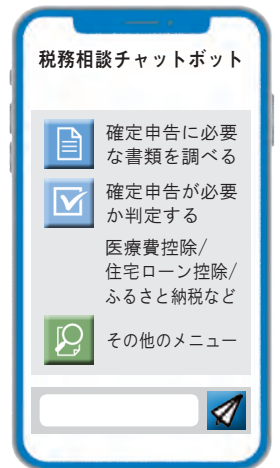 税務相談チャットボット
確定申告に必要
な書類を調べる
確定申告が必要
か判定する
医療費控除/
住宅ローン控除/
ふるさと納税など
その他のメニュー